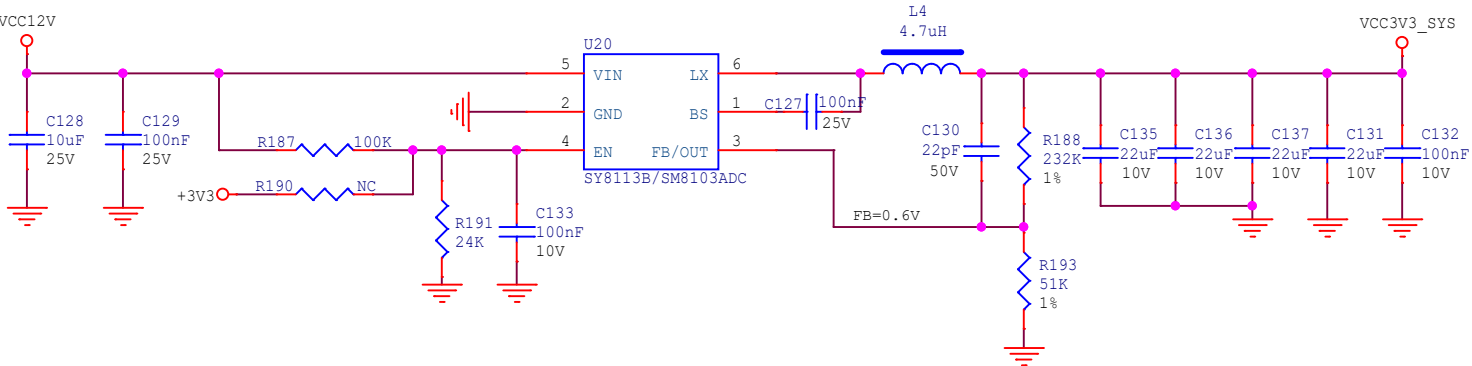 VCC12V
L4
4.7uH
VCC3V3_SYS
U20
5 VIN LX 6
2 GND BS 1
4 EN FB/OUT 3
SY8113B/SM8103ADC
C128
10uF
25V
C129
100nF
25V
R187 100K
+3V3 R190 NC
R191
24K
C133
100nF
10V
C127 100nF
25V
C130
22pF
50V
R188
232K
1%
C135
22uF
10V
C136
22uF
10V
C137
22uF
10V
C131
22uF
10V
C132
100nF
10V
FB=0.6V
R193
51K
1%